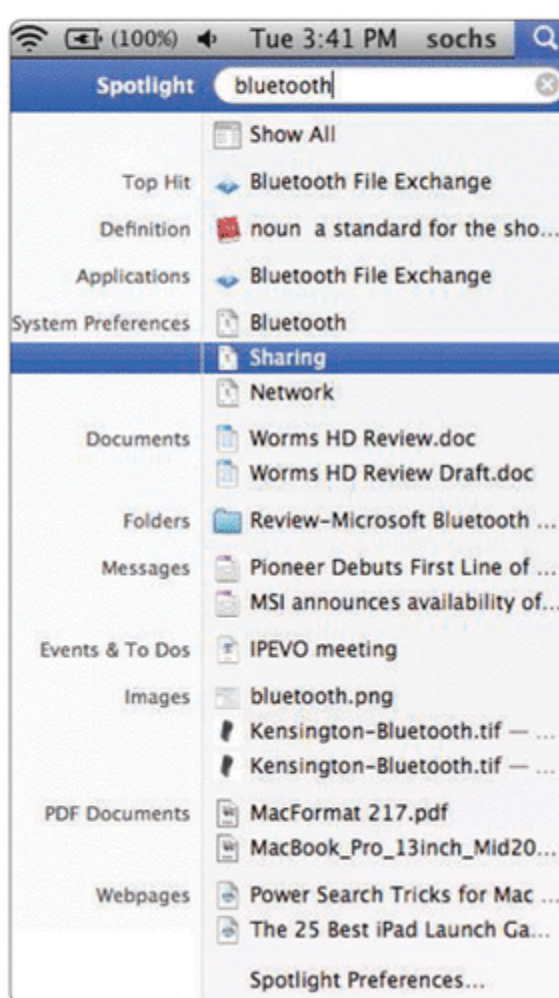 (100%) Tue 3:41 PM sochs
Spotlight bluetooth
Show All
Top Hit Bluetooth File Exchange
Definition noun a standard for the sho...
Applications Bluetooth File Exchange
System Preferences Bluetooth
Sharing
Network
Documents Worms HD Review.doc
Worms HD Review Draft.doc
Folders Review-Microsoft Bluetooth ...
Messages Pioneer Debuts First Line of ...
MSI announces availability of...
Events & To Dos IPEVO meeting
Images bluetooth.png
Kensington-Bluetooth.tif — ...
Kensington-Bluetooth.tif — ...
PDF Documents MacFormat 217.pdf
MacBook_Pro_13inch_Mid20...
Webpages Power Search Tricks for Mac ...
The 25 Best iPad Launch Ga...
Spotlight Preferences...